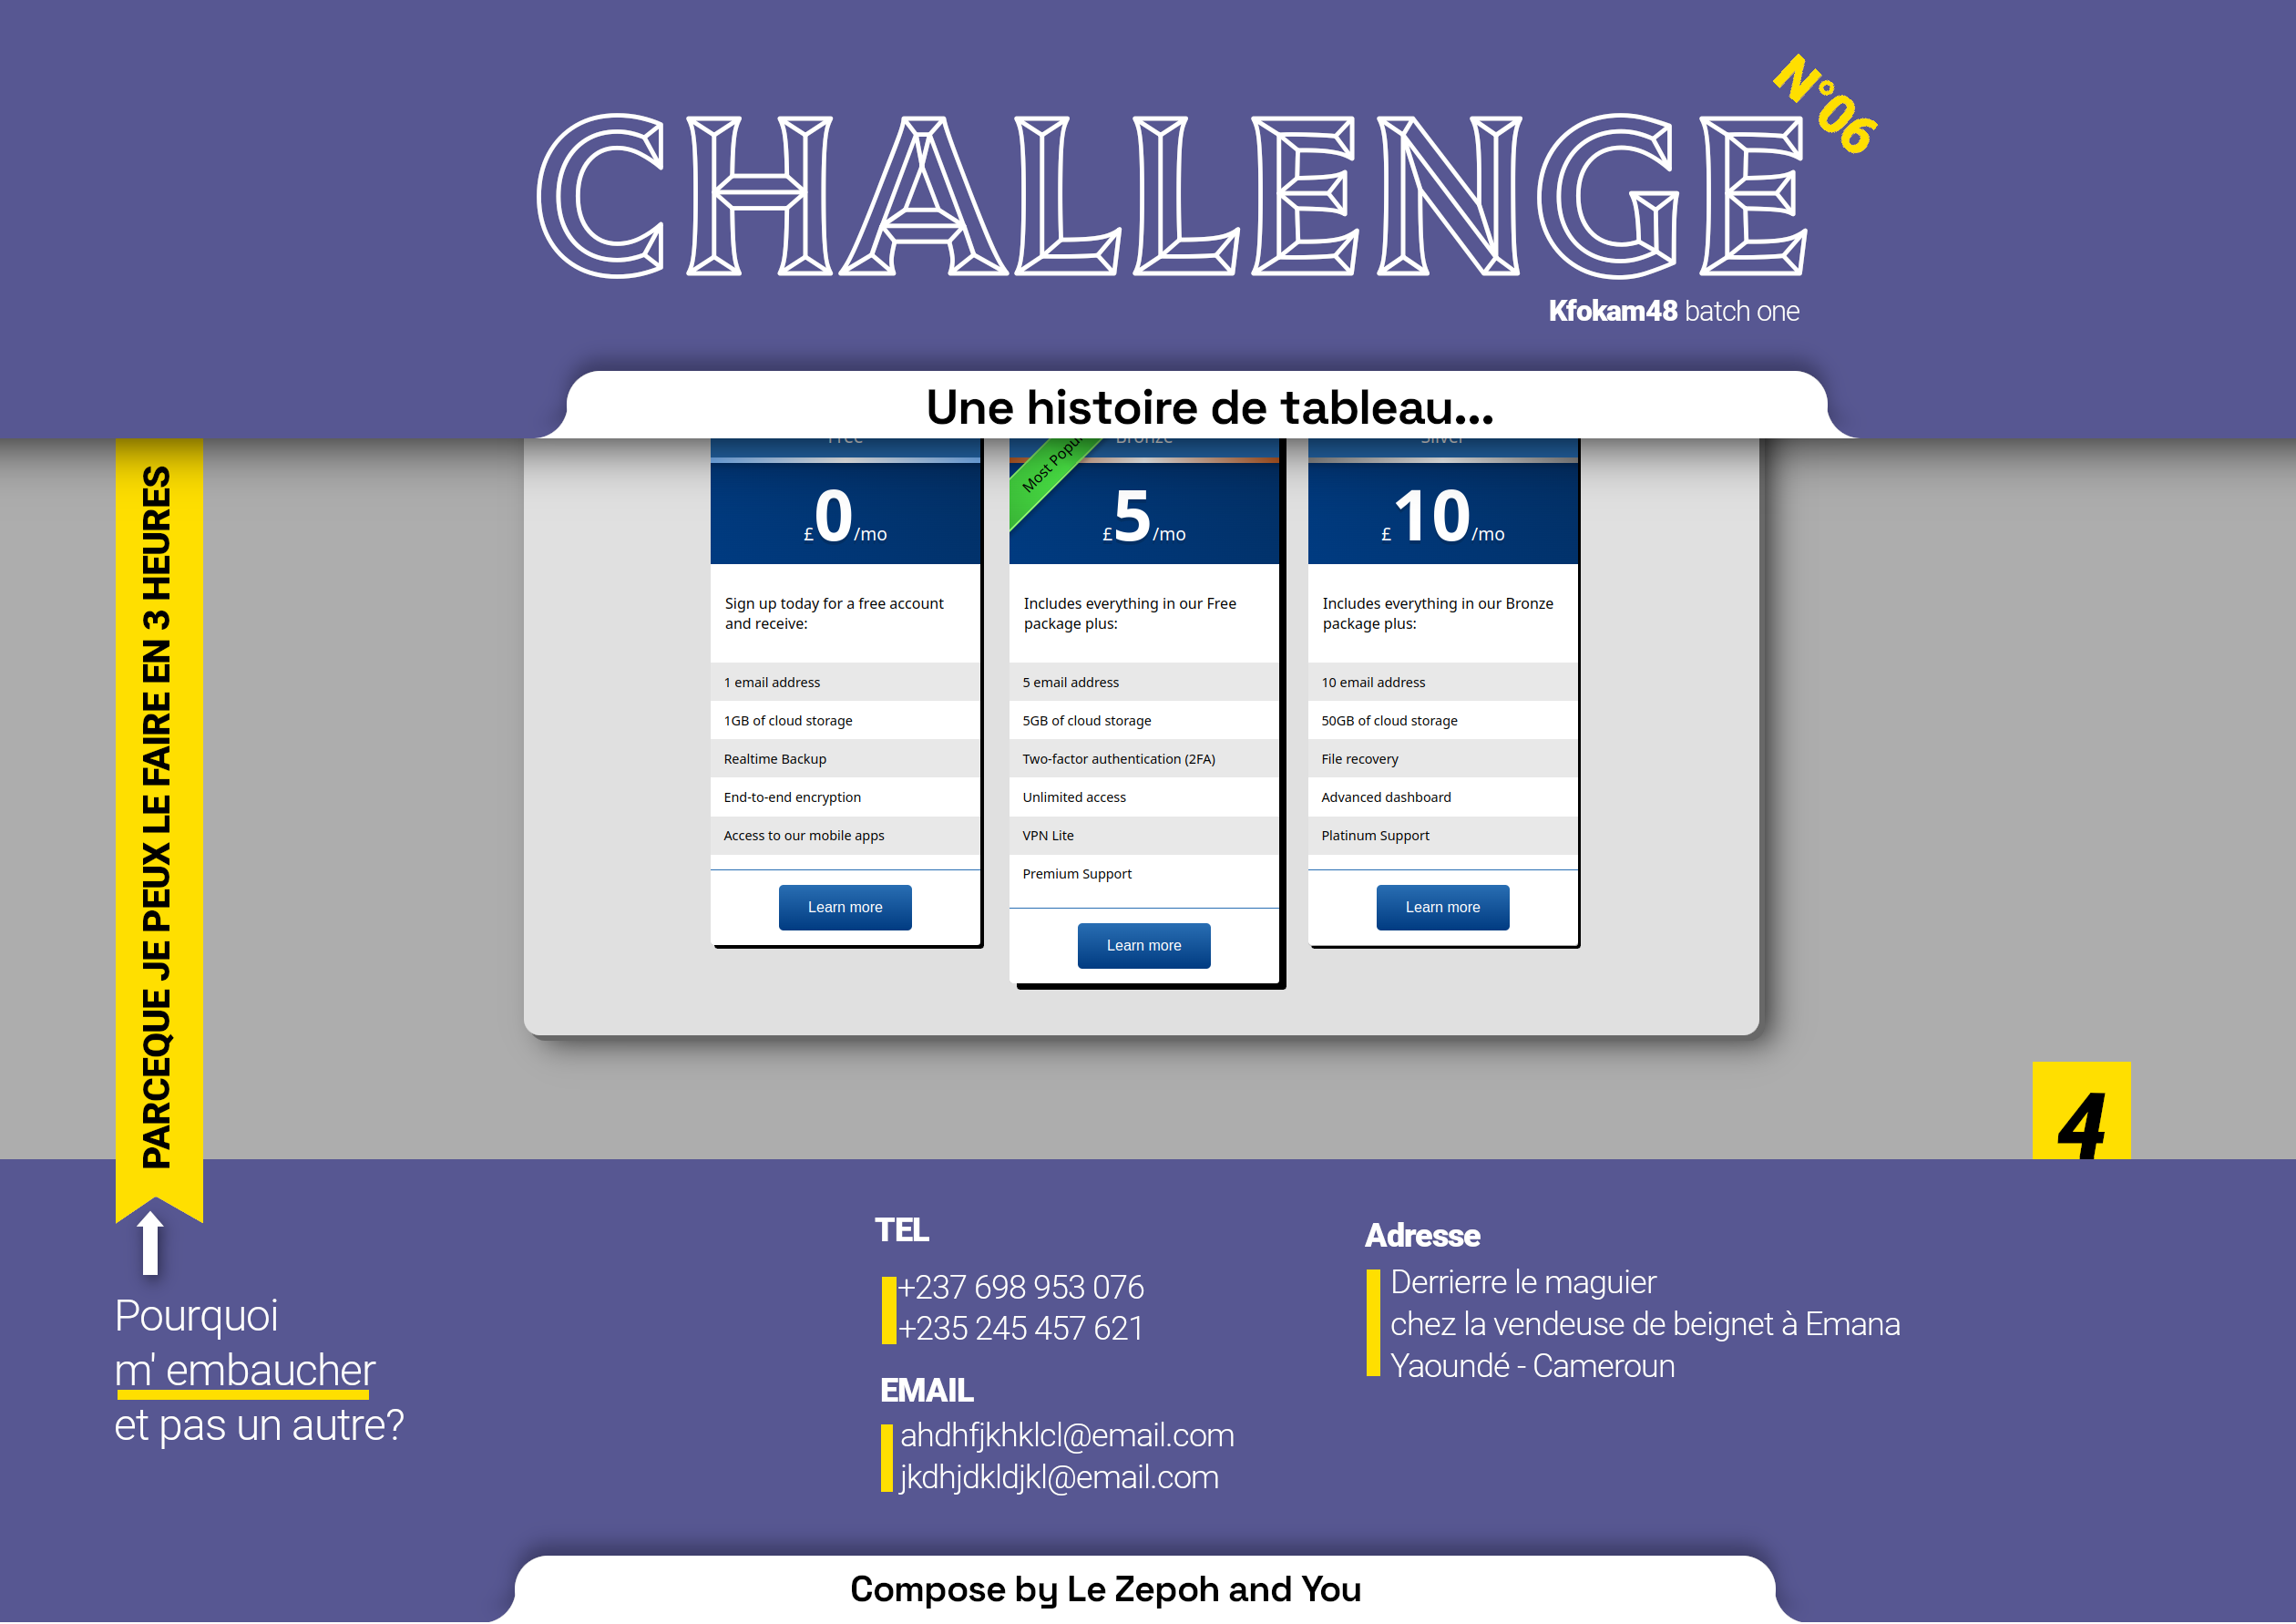 CHALLENGE
N°06
Kfokam48 batch one
Une histoire de tableau...
PARCEQUE JE PEUX LE FAIRE EN 3 HEURES
Free
£0/mo
Sign up today for a free account
and receive:
1 email address
1GB of cloud storage
Realtime Backup
End-to-end encryption
Access to our mobile apps
Learn more
Bronze
Most
£5/mo
Includes everything in our Free
package plus:
5 email address
5GB of cloud storage
Two-factor authentication (2FA)
Unlimited access
VPN Lite
Premium Support
Learn more
Silver
£10/mo
Includes everything in our Bronze
package plus:
10 email address
50GB of cloud storage
File recovery
Advanced dashboard
Platinum Support
Learn more
4
Pourquoi
m' embaucher
et pas un autre?
TEL
+237 698 953 076
+235 245 457 621
EMAIL
ahdhfjkhklcl@email.com
jkdhjdkldjkl@email.com
Adresse
Derrierre le maguier
chez la vendeuse de beignet à Emana
Yaoundé - Cameroun
Compose by Le Zepoh and You